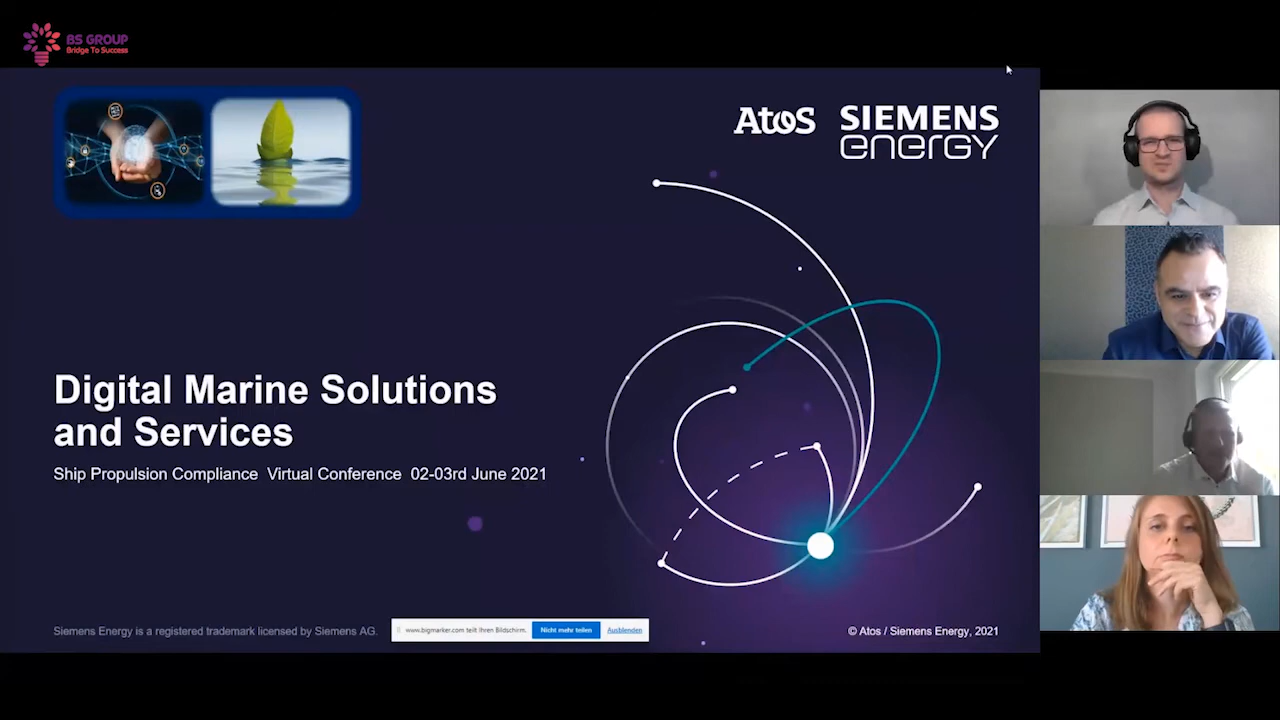 BS GROUP
Bridge To Success
Atos SIEMENS
energy
Digital Marine Solutions
and Services
Ship Propulsion Compliance Virtual Conference 02-03rd June 2021
Siemens Energy is a registered trademark licensed by Siemens AG.
www.bigmarker.com teilt Ihren Bildschirm. Nicht mehr teilen Ausblenden
© Atos / Siemens Energy, 2021